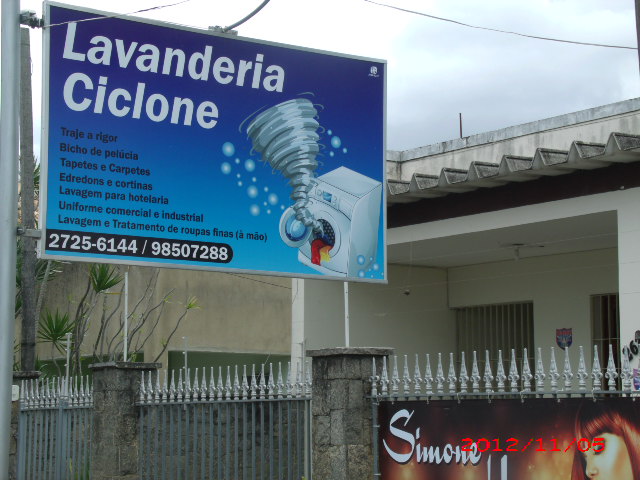 Lavanderia
Ciclone
Traje a rigor
Bicho de pelúcia
Tapetes e Carpetes
Edredons e cortinas
Lavagem para hotelaria
Uniforme comercial e industrial
Lavagem e Tratamento de roupas finas (à mão)
2725-6144 / 98507288
Simone
2012/11/05